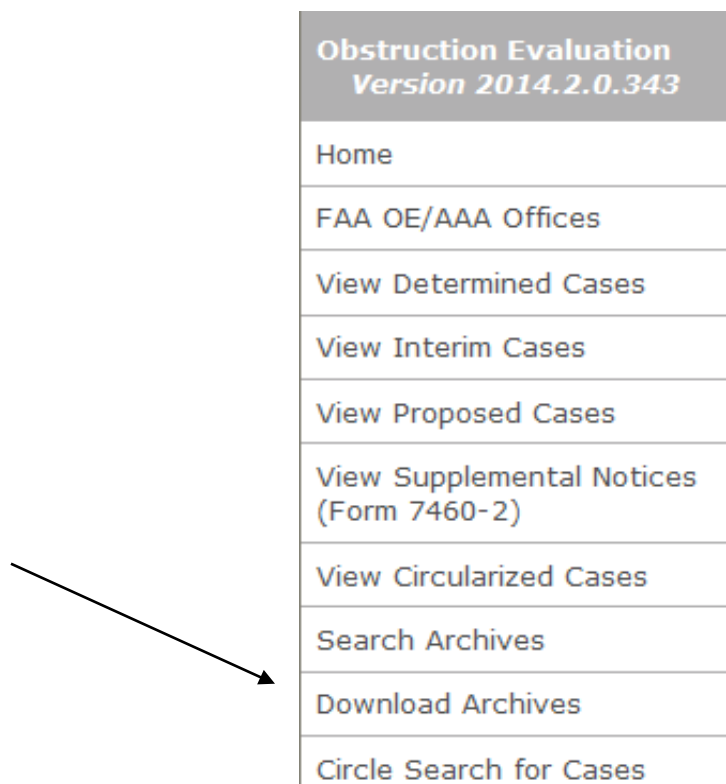 Obstruction Evaluation
Version 2014.2.0.343
Home
FAA OE/AAA Offices
View Determined Cases
View Interim Cases
View Proposed Cases
View Supplemental Notices
(Form 7460-2)
View Circularized Cases
Search Archives
Download Archives
Circle Search for Cases